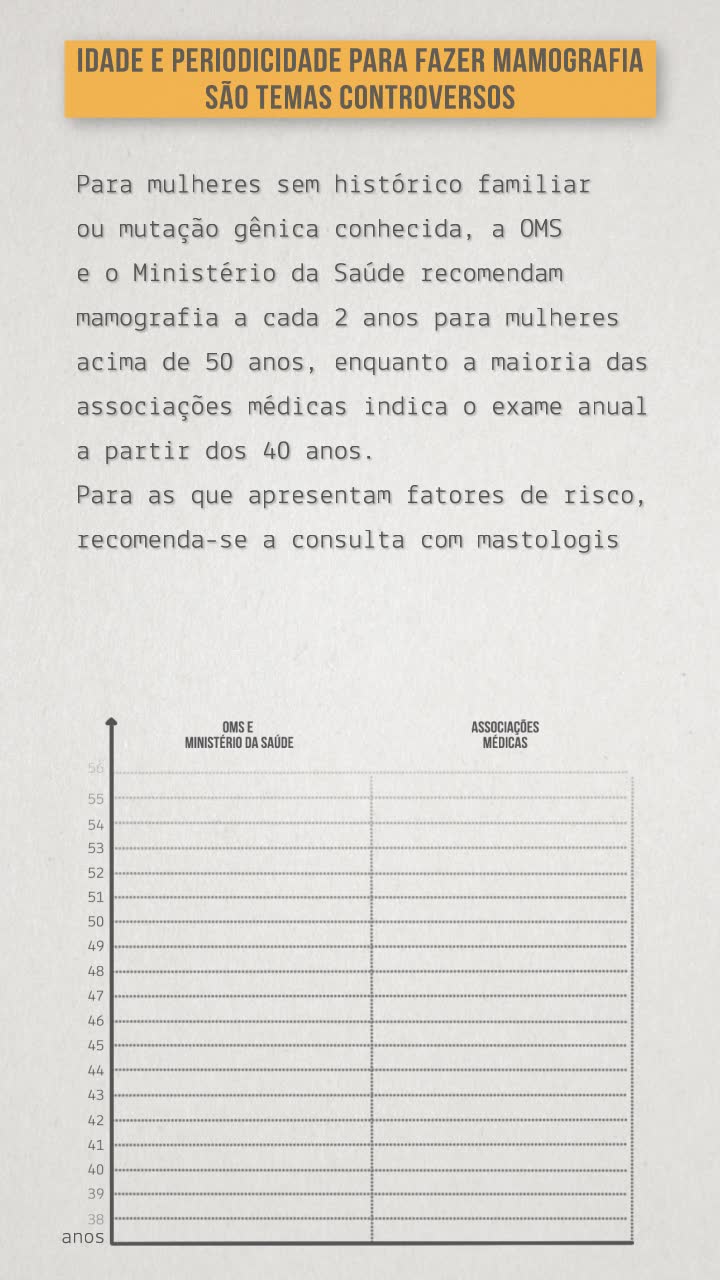 IDADE E PERIODICIDADE PARA FAZER MAMOGRAFIA
SÃO TEMAS CONTROVERSOS
Para mulheres sem histórico familiar
ou mutação gênica conhecida, a OMS
e o Ministério da Saúde recomendam
mamografia a cada 2 anos para mulheres
acima de 50 anos, enquanto a maioria das
associações médicas indica o exame anual
a partir dos 40 anos.
Para as que apresentam fatores de risco,
recomenda-se a consulta com mastologis
OMS E
MINISTÉRIO DA SAÚDE
ASSOCIAÇÕES
MÉDICAS
56
55
54
53
52
51
50
49
48
47
46
45
44
43
42
41
40
39
38
anos